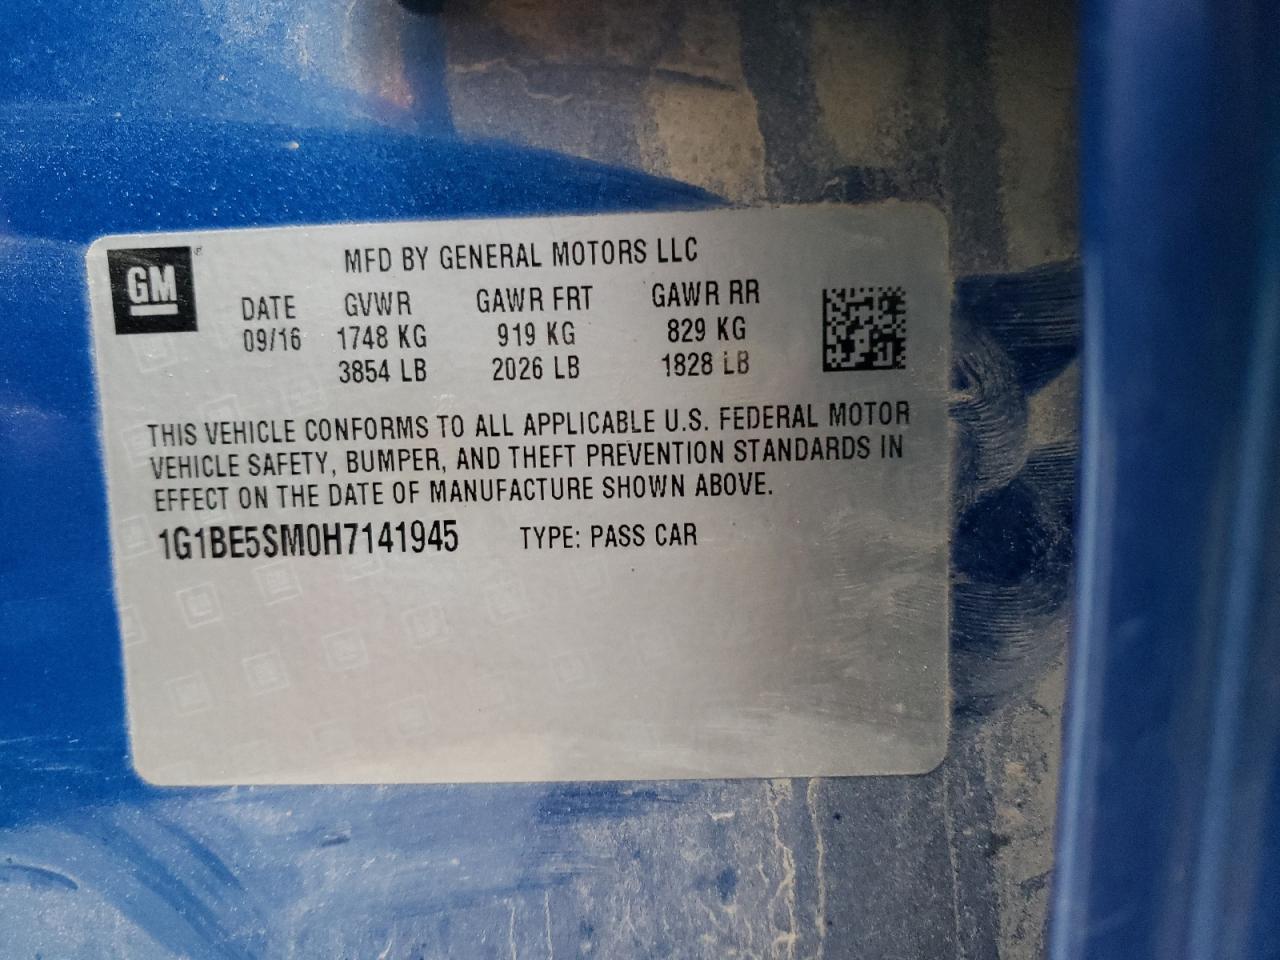 GM
MFD BY GENERAL MOTORS LLC
DATE GVWR GAWR FRT GAWR RR
09/16 1748 KG 919 KG 829 KG
3854 LB 2026 LB 1828 LB
THIS VEHICLE CONFORMS TO ALL APPLICABLE U.S. FEDERAL MOTOR
VEHICLE SAFETY, BUMPER, AND THEFT PREVENTION STANDARDS IN
EFFECT ON THE DATE OF MANUFACTURE SHOWN ABOVE.
1G1BE5SM0H7141945 TYPE: PASS CAR